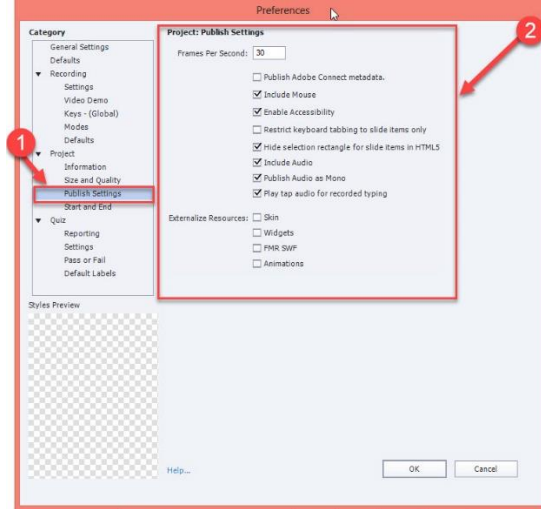 Preferences
2
Category
General Settings
Defaults
Recording
Settings
Video Demo
Keys - (Global)
Modes
Defaults
1
Project
Information
Size and Quality
Publish Settings
Start and End
Quiz
Reporting
Settings
Pass or Fail
Default Labels
Styles Preview
Project: Publish Settings
Frames Per Second: 30
Publish Adobe Connect metadata.
Include Mouse
Enable Accessibility
Restrict keyboard tabbing to slide items only
Hide selection rectangle for slide items in HTML5
Include Audio
Publish Audio as Mono
Play tap audio for recorded typing
Externalize Resources: Skin
Widgets
FMR SWF
Animations
Help...
OK
Cancel